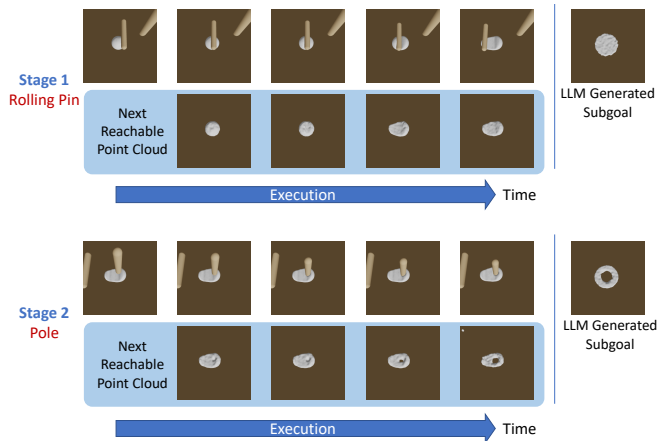 Stage 1
Rolling Pin
Next
Reachable
Point Cloud
LLM Generated
Subgoal
Execution
Time
Stage 2
Pole
Next
Reachable
Point Cloud
LLM Generated
Subgoal
Execution
Time